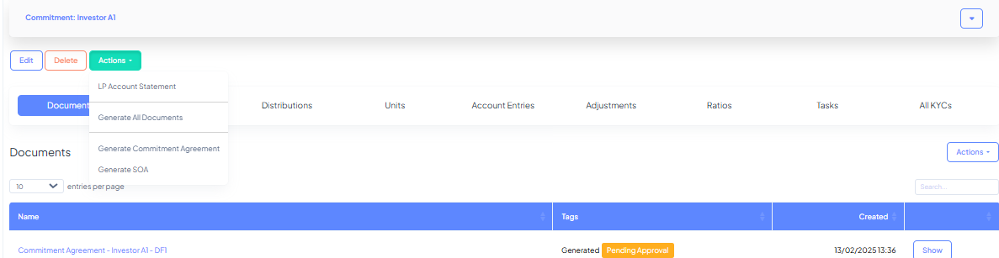 Commitment: Investor A1
Edit Delete Actions
LP Account Statement
Document Distributions Units Account Entries Adjustments Ratios Tasks All KYCs
Generate All Documents
Generate Commitment Agreement
Documents Actions
Generate SOA
10 entries per page Search...
Name Tags Created
Commitment Agreement - Investor A1 - DF1 Generated Pending Approval 13/02/2025 13:36 Show